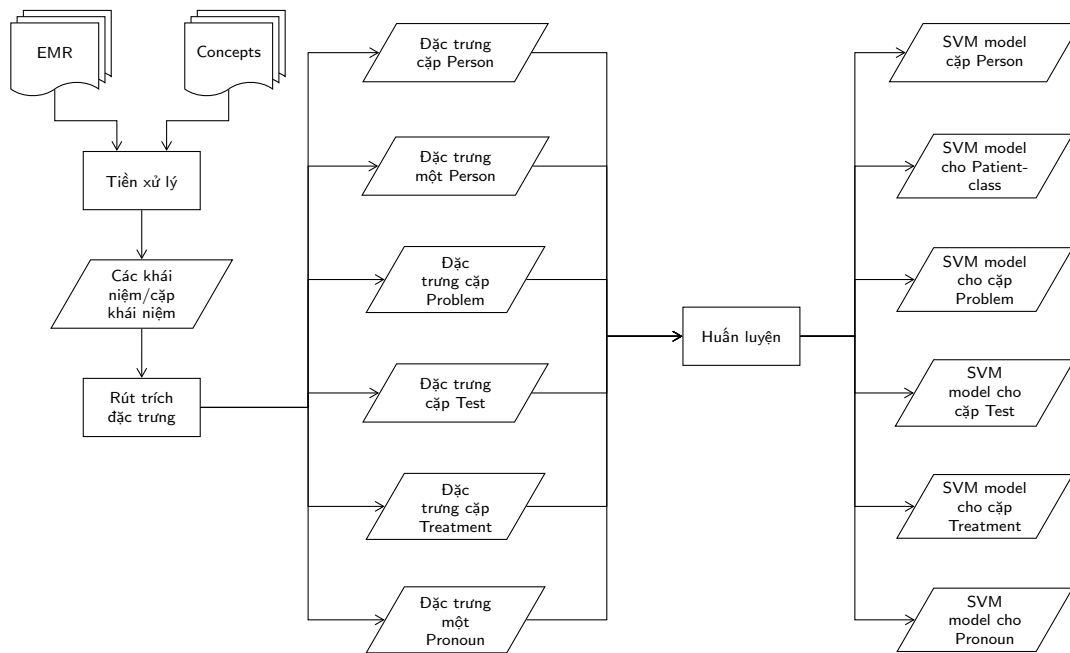 EMR
Concepts
Tiền xử lý
Các khái
niệm/cặp
khái niệm
Rút trích
đặc trưng
Đặc trưng
cặp Person
Đặc trưng
một Person
Đặc
trưng cặp
Problem
Đặc trưng
cặp Test
Đặc
trưng cặp
Treatment
Đặc trưng
một
Pronoun
Huấn luyện
SVM model
cặp Person
SVM model
cho Patient-
class
SVM model
cho cặp
Problem
SVM
model cho
cặp Test
SVM model
cho cặp
Treatment
SVM
model cho
Pronoun